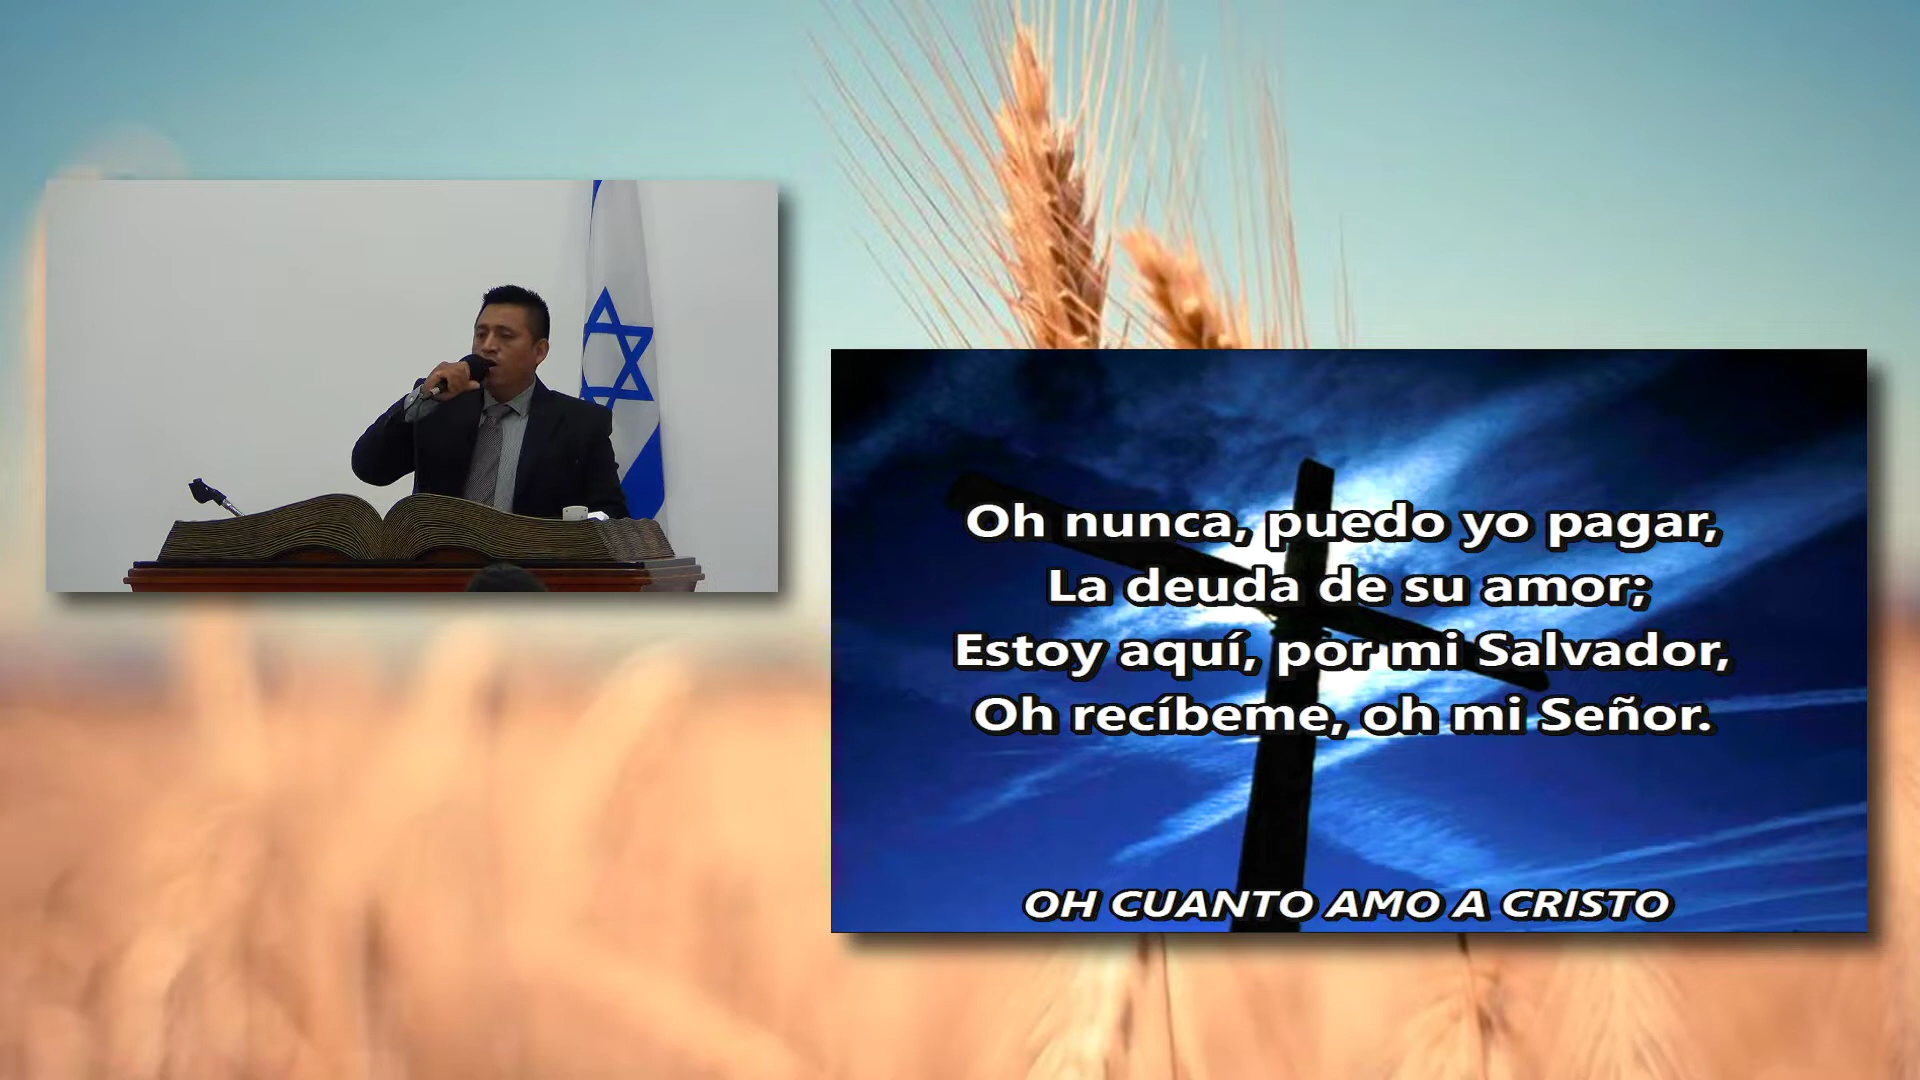 Oh nunca, puedo yo pagar,
La deuda de su amor;
Estoy aquí, por mi Salvador,
Oh recíbeme, oh mi Señor.
OH CUANTO AMO A CRISTO